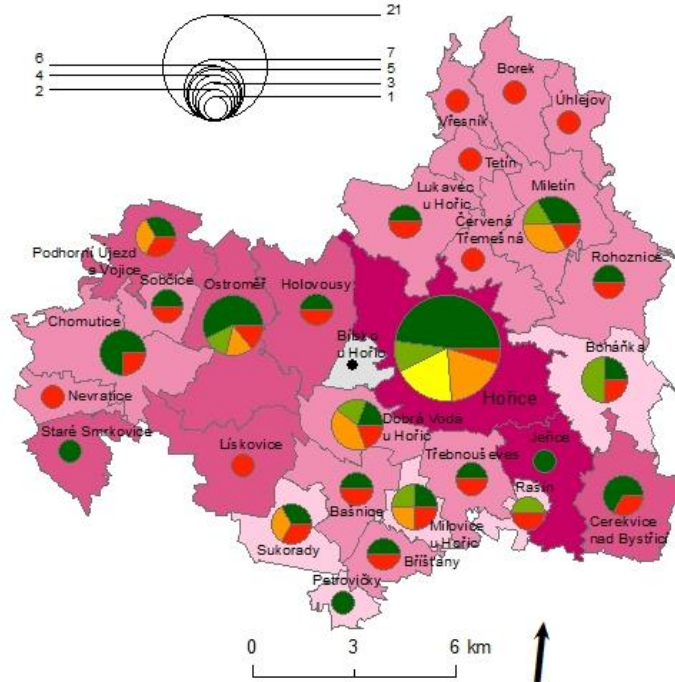 21
6
7
4
5
2
3
1
Borek
Vřesník
Úhlejov
Tetín
Lukavec
u Hořic
Miletín
Červená
Třemešná
Podhorní Újezd
a Vojice
Sobčice
Ostroměř
Holovousy
Rohoznice
Chomutice
Bílsko
u Hořic
Boháňka
Hořice
Nevratice
Dobrá Voda
u Hořic
Staré Smrkovice
Lískovice
Třebnouševes
Jeřice
Bašnice
Rašín
Milovice
u Hořic
Cerekvice
nad Bystřicí
Sukorady
Bříšťany
Petrovičky
0 3 6 km